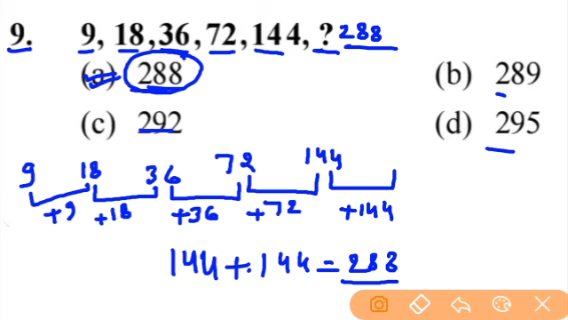 9. 9, 18, 36, 72, 144, ? 288
(a) 288 (b) 289
(c) 292 (d) 295
9 18 36 72 144
+9 +18 +36 +72 +144
144 + 144 = 288